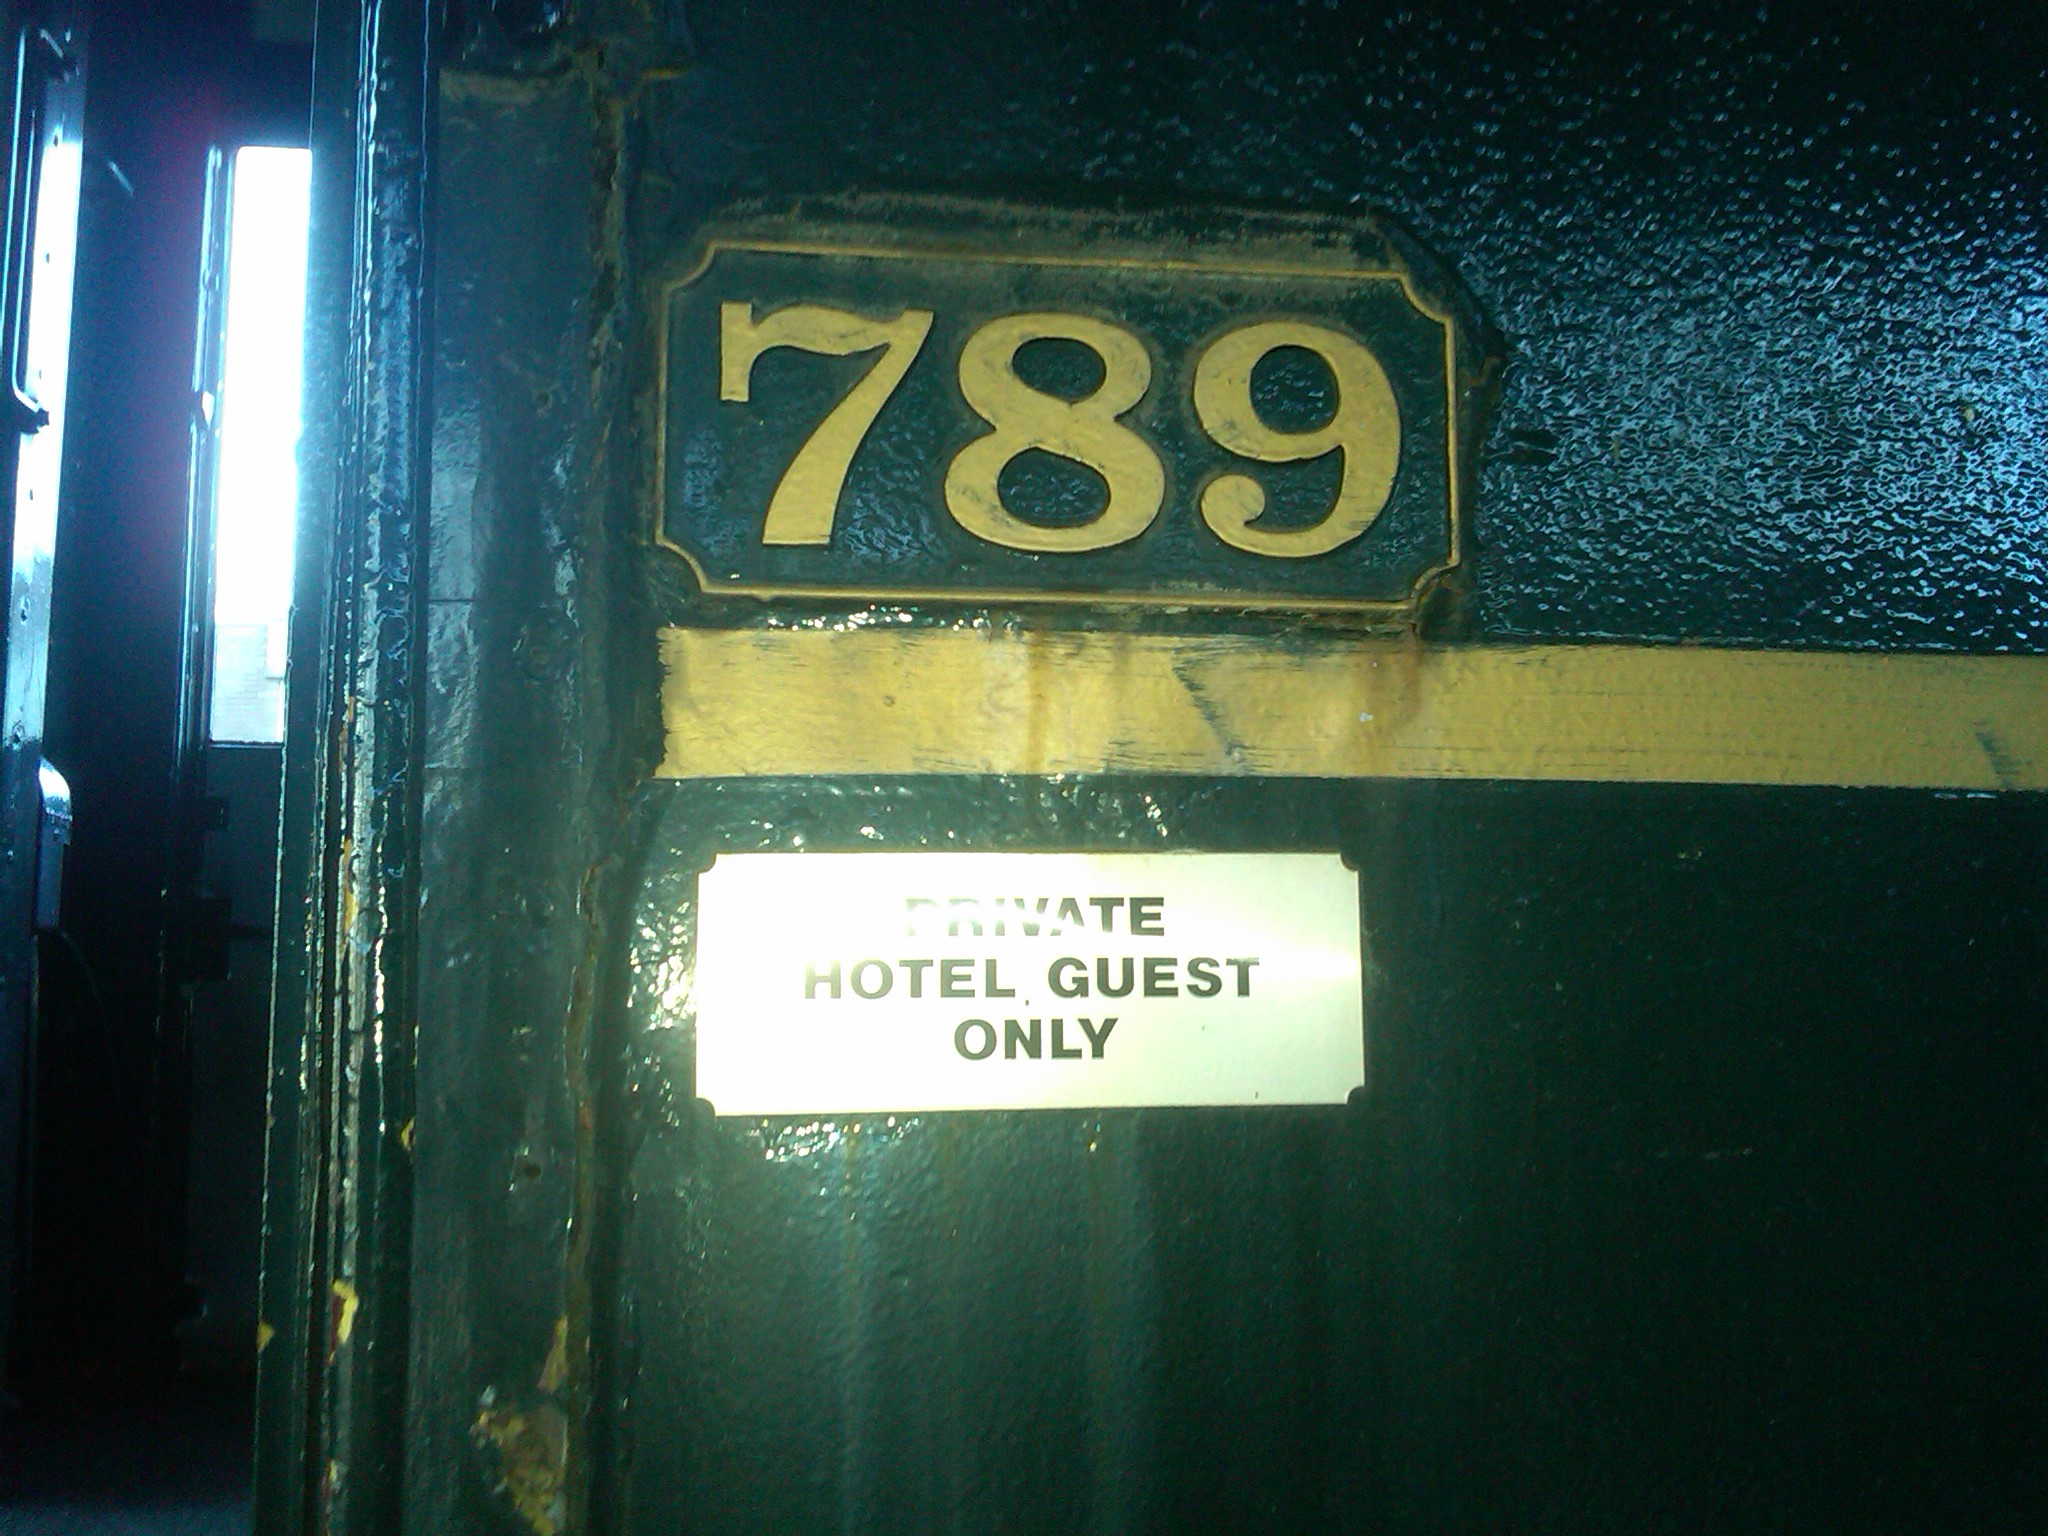 789
PRIVATE
HOTEL GUEST
ONLY